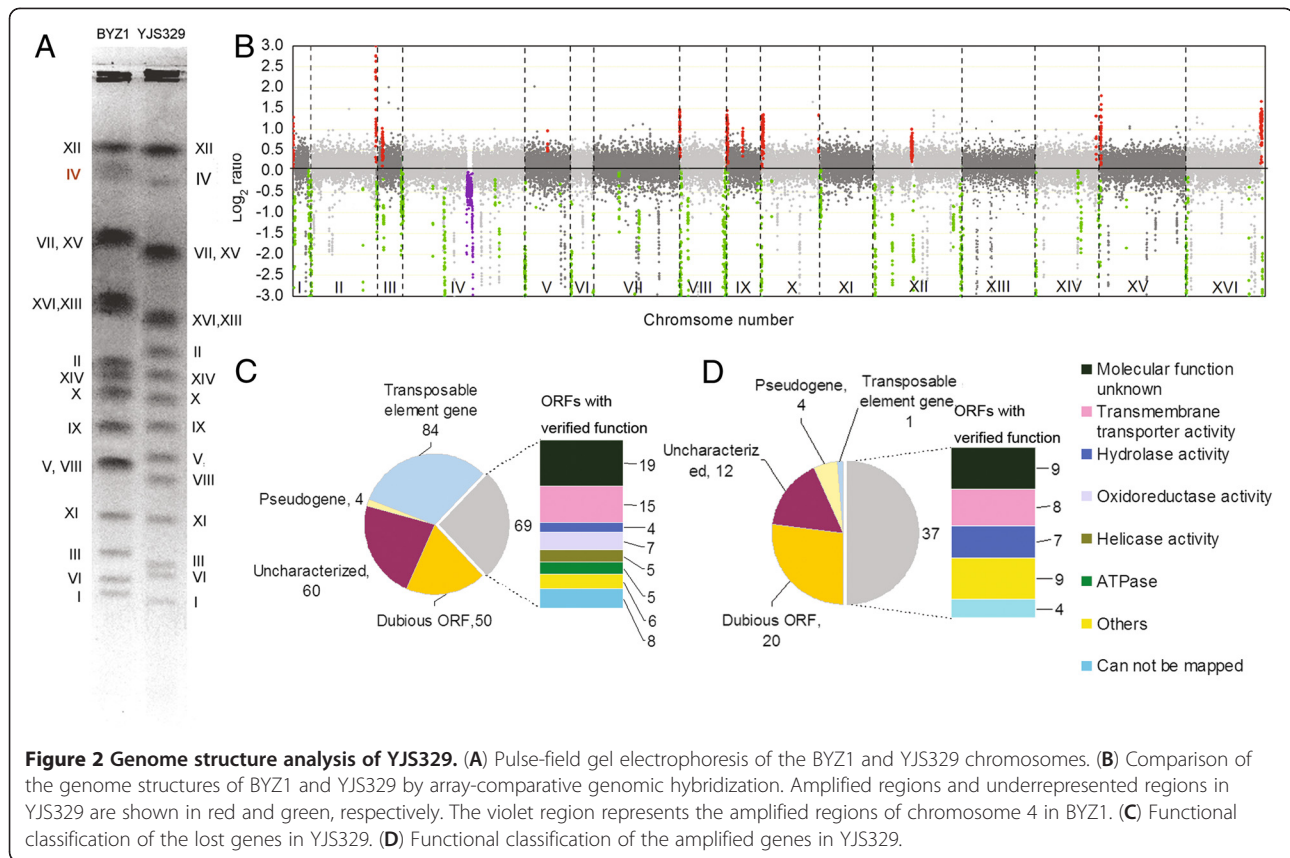 A
BYZ1 YJS329
XII
IV
VII, XV
XVI,XIII
II
XIV
X
IX
V, VIII
XI
III
VI
I
XII
IV
VII, XV
XVI,XIII
II
XIV
X
IX
V
VIII
XI
III
VI
I
B
3.0
2.5
2.0
1.5
1.0
0.5
0.0
-0.5
-1.0
-1.5
-2.0
-2.5
-3.0
Log2 ratio
I II III IV V VI VII VIII IX X XI XII XIII XIV XV XVI
Chromsome number
C
Transposable
element gene
84
Pseudogene, 4
Uncharacterized,
60
Dubious ORF,50
69
ORFs with
verified function
19
15
4
7
5
5
6
8
D
Pseudogene,
4
Transposable
element gene
1
Uncharacteriz
ed, 12
Dubious ORF,
20
37
ORFs with
verified function
9
8
7
9
4
Molecular function
unknown
Transmembrane
transporter activity
Hydrolase activity
Oxidoreductase activity
Helicase activity
ATPase
Others
Can not be mapped
Figure 2 Genome structure analysis of YJS329. (A) Pulse-field gel electrophoresis of the BYZ1 and YJS329 chromosomes. (B) Comparison of
the genome structures of BYZ1 and YJS329 by array-comparative genomic hybridization. Amplified regions and underrepresented regions in
YJS329 are shown in red and green, respectively. The violet region represents the amplified regions of chromosome 4 in BYZ1. (C) Functional
classification of the lost genes in YJS329. (D) Functional classification of the amplified genes in YJS329.